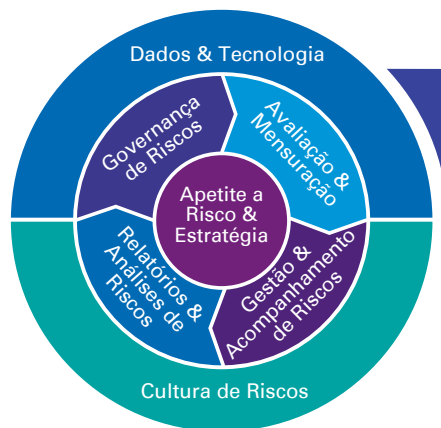 Dados & Tecnologia
Governança
de Riscos
Avaliação &
Mensuração
Apetite a
Risco &
Estratégia
Relatórios &
Análises de
Riscos
Gestão &
Acompanhamento
de Riscos
Cultura de Riscos